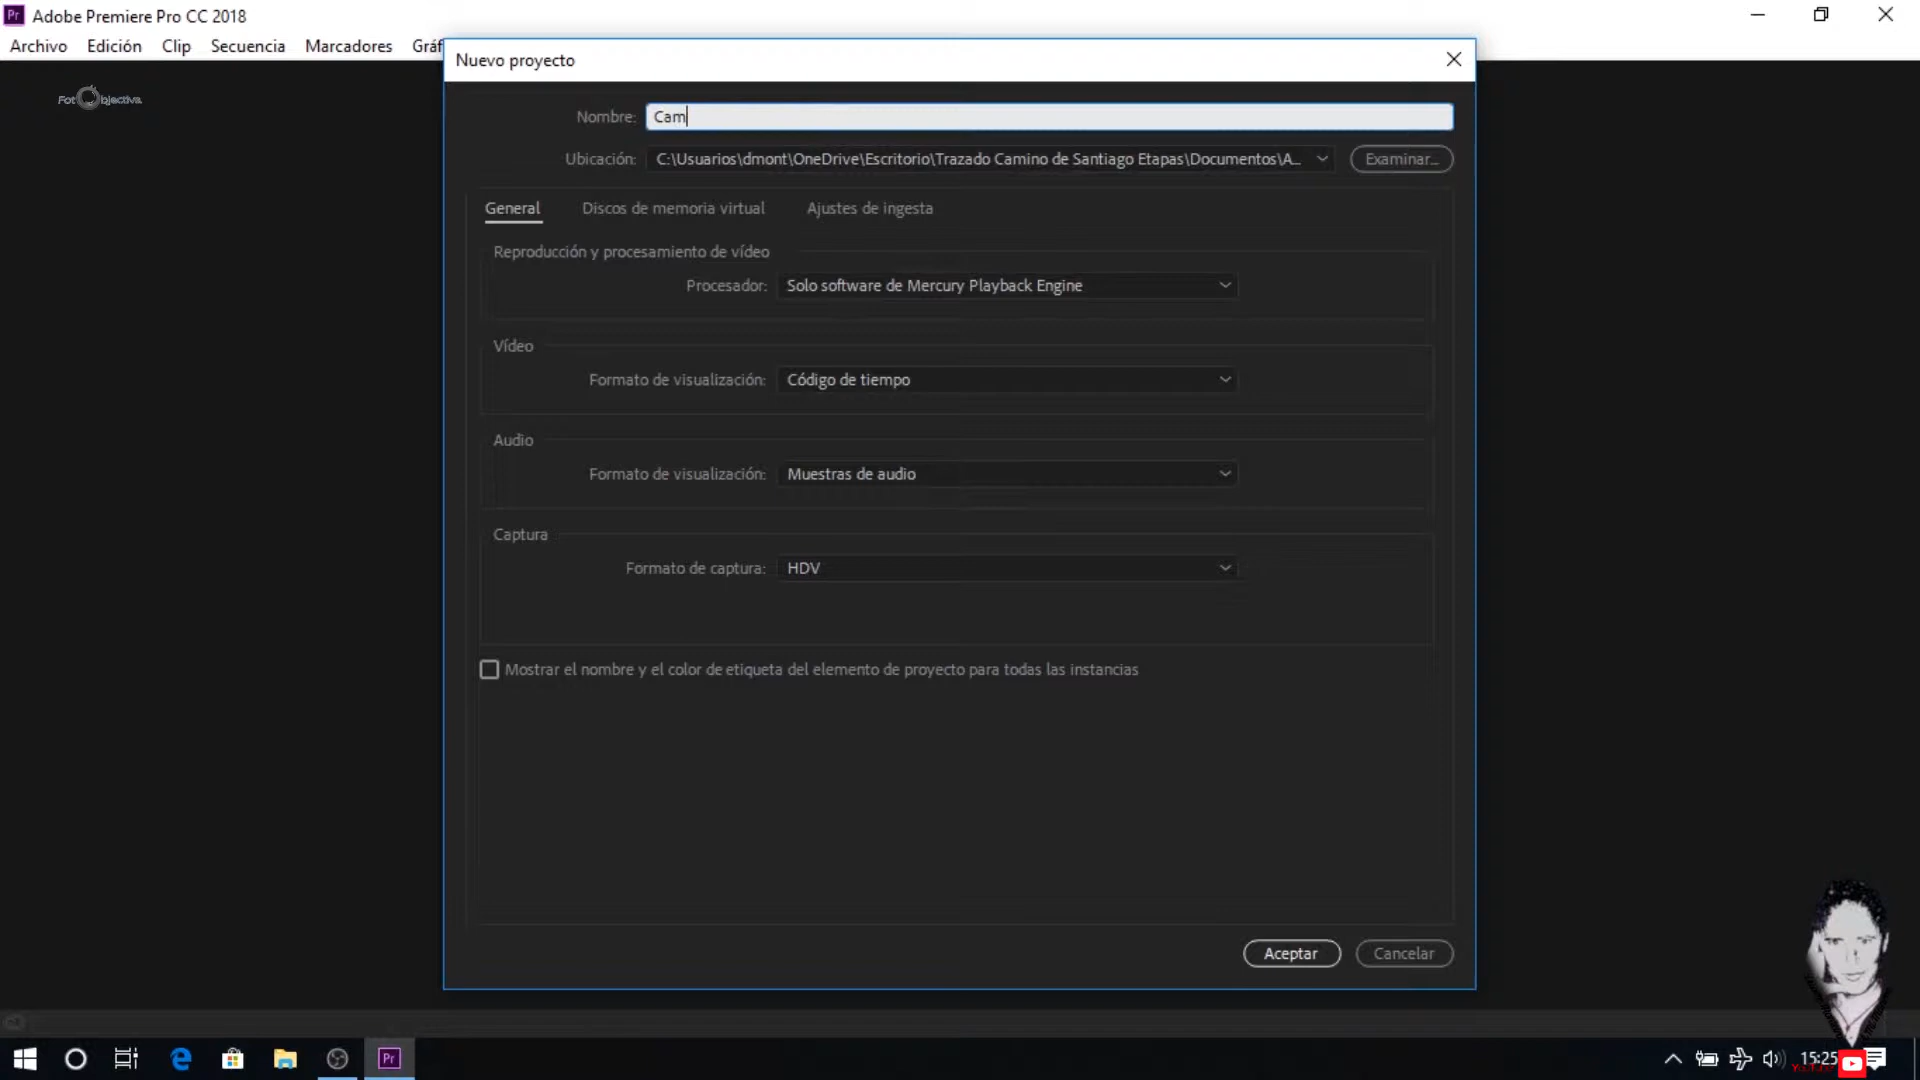 Pr Adobe Premiere Pro CC 2018
Archivo Edición Clip Secuencia Marcadores Gráf
Nuevo proyecto
Fot bjectiva
Nombre: Cam
Ubicación: C:\Usuarios\dmont\OneDrive\Escritorio\Trazado Camino de Santiago Etapas\Documentos\A... Examinar...
General Discos de memoria virtual Ajustes de ingesta
Reproducción y procesamiento de vídeo
Procesador: Solo software de Mercury Playback Engine
Vídeo
Formato de visualización: Código de tiempo
Audio
Formato de visualización: Muestras de audio
Captura
Formato de captura: HDV
Mostrar el nombre y el color de etiqueta del elemento de proyecto para todas las instancias
Aceptar Cancelar
Pr 15:25